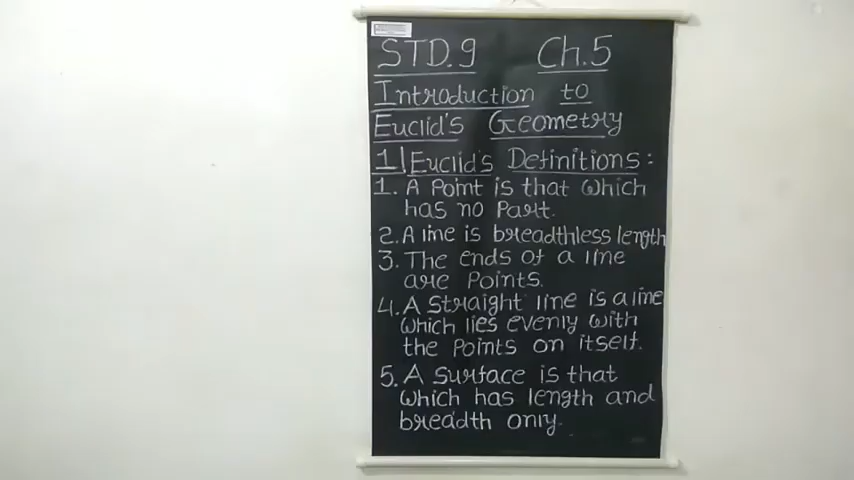 STD.9 Ch.5
Introduction to
Euclid's Geometry
1| Euclid's Definitions:
1. A Point is that which
has no Part.
2. A line is breadthless length
3. The ends of a line
are Points.
4. A straight line is a line
which lies evenly with
the Points on itself.
5. A surface is that
which has length and
breadth only.